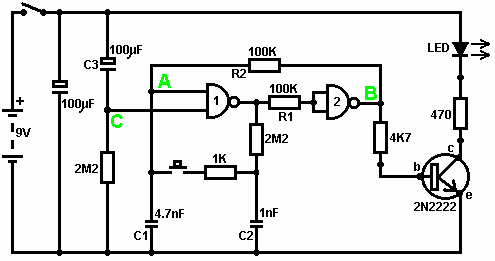 100µF
C3
100K
R2
LED
A
+
1
100K
R1
2
B
100µF
C
9V
2M2
470
4K7
2M2
1K
c
b
4.7nF
1nF
2N2222
e
C1
C2